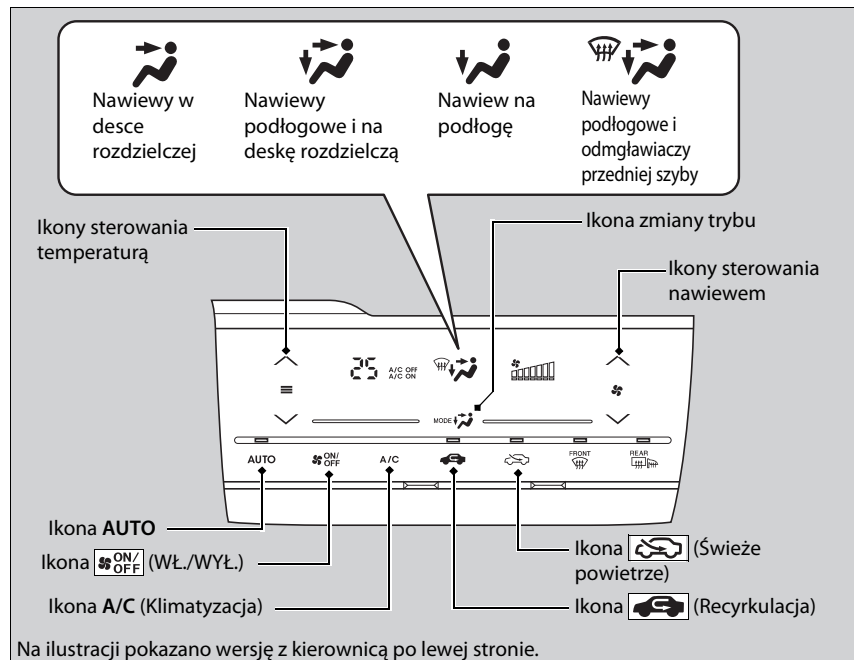 Nawiewy w
desce
rozdzielczej
Nawiewy
podłogowe i na
deskę rozdzielczą
Nawiew na
podłogę
Nawiewy
podłogowe i
odmgławiaczy
przedniej szyby
Ikony sterowania
temperaturą
Ikona zmiany trybu
Ikony sterowania
nawiewem
25 A/C OFF
A/C ON
MODE
AUTO
ON/
OFF
A/C
FRONT
REAR
Ikona AUTO
Ikona ON/OFF (WŁ./WYŁ.)
Ikona A/C (Klimatyzacja)
Ikona (Świeże
powietrze)
Ikona (Recyrkulacja)
Na ilustracji pokazano wersję z kierownicą po lewej stronie.